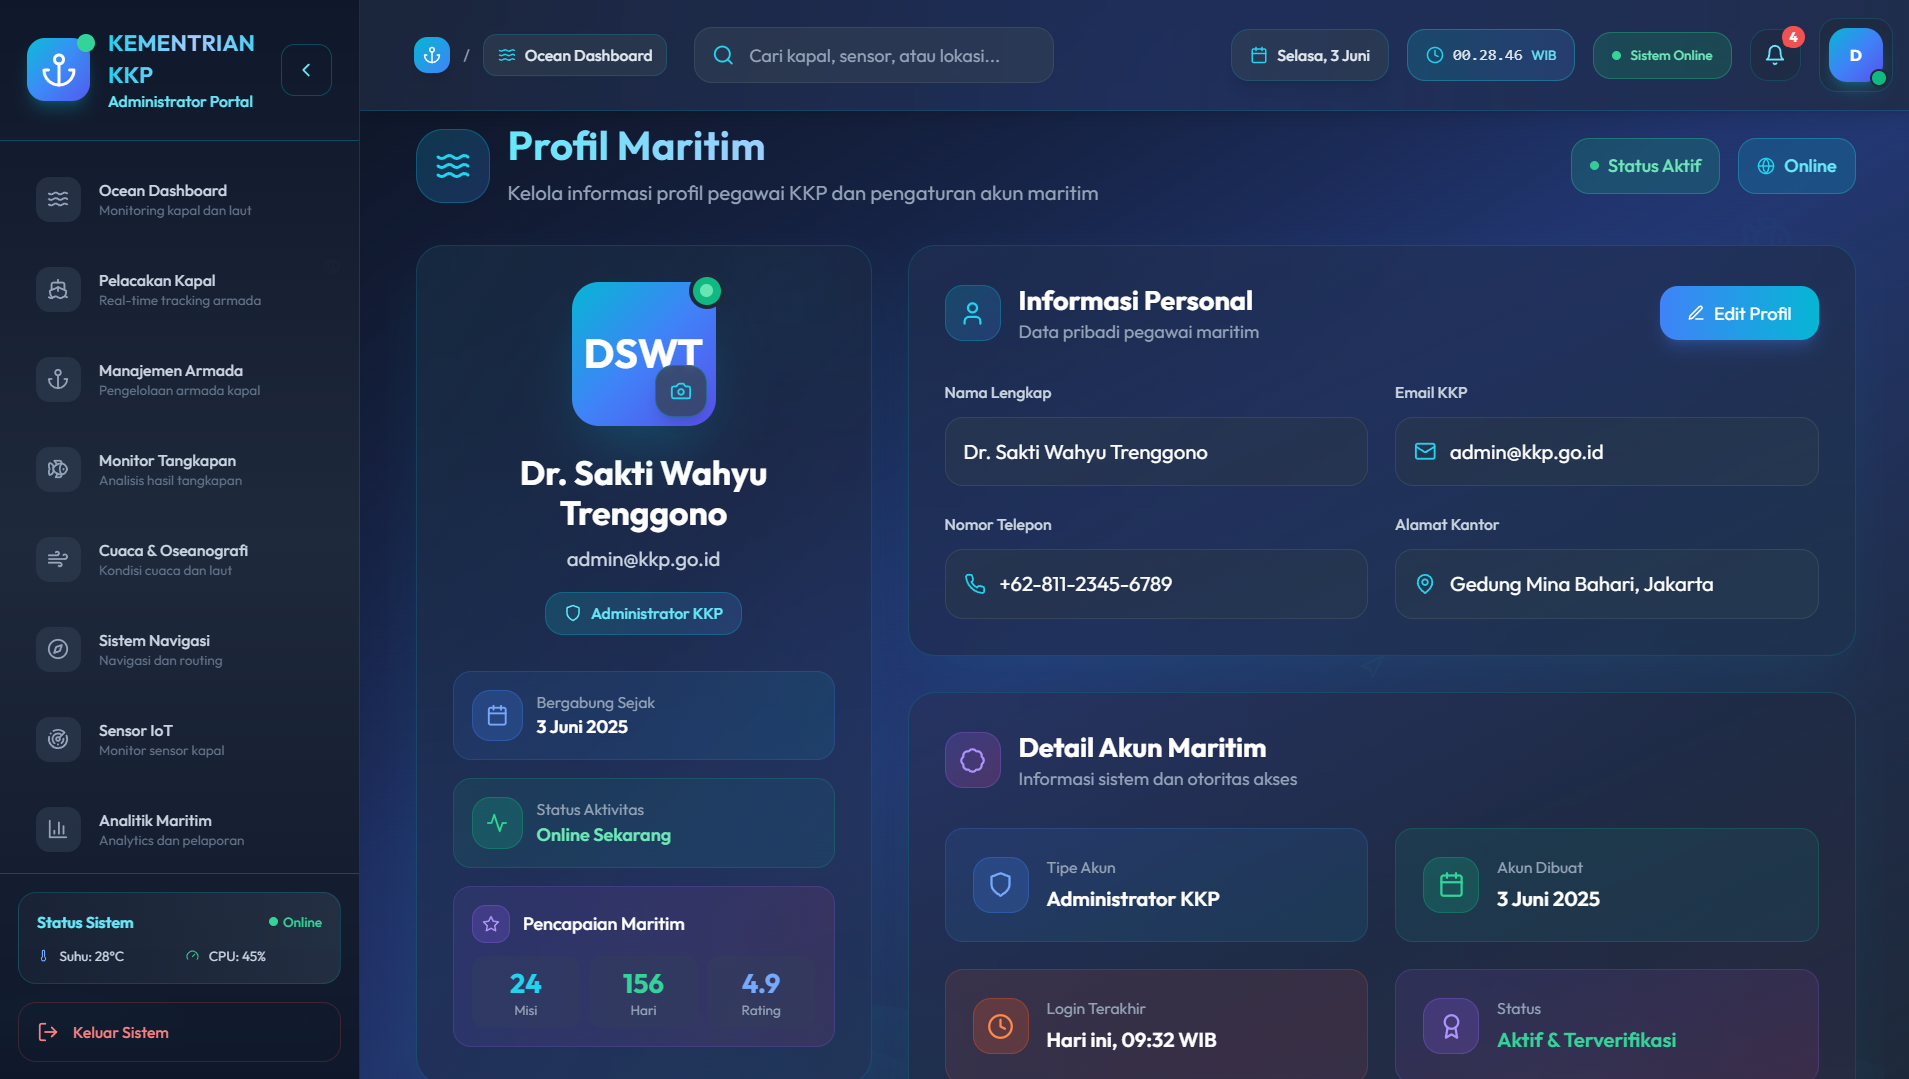 KEMENTRIAN
KKP
Administrator Portal
Ocean Dashboard
Monitoring kapal dan laut
Pelacakan Kapal
Real-time tracking armada
Manajemen Armada
Pengelolaan armada kapal
Monitor Tangkapan
Analisis hasil tangkapan
Cuaca & Oseanografi
Kondisi cuaca dan laut
Sistem Navigasi
Navigasi dan routing
Sensor IoT
Monitor sensor kapal
Analitik Maritim
Analytics dan pelaporan
Status Sistem
Online
Suhu: 28°C
CPU: 45%
Keluar Sistem
/
Ocean Dashboard
Cari kapal, sensor, atau lokasi...
Selasa, 3 Juni
00.28.46 WIB
Sistem Online
4
D
Profil Maritim
Kelola informasi profil pegawai KKP dan pengaturan akun maritim
Status Aktif
Online
DSWT
Dr. Sakti Wahyu
Trenggono
admin@kkp.go.id
Administrator KKP
Bergabung Sejak
3 Juni 2025
Status Aktivitas
Online Sekarang
Pencapaian Maritim
24
Misi
156
Hari
4.9
Rating
Informasi Personal
Data pribadi pegawai maritim
Edit Profil
Nama Lengkap
Dr. Sakti Wahyu Trenggono
Email KKP
admin@kkp.go.id
Nomor Telepon
+62-811-2345-6789
Alamat Kantor
Gedung Mina Bahari, Jakarta
Detail Akun Maritim
Informasi sistem dan otoritas akses
Tipe Akun
Administrator KKP
Akun Dibuat
3 Juni 2025
Login Terakhir
Hari ini, 09:32 WIB
Status
Aktif & Terverifikasi